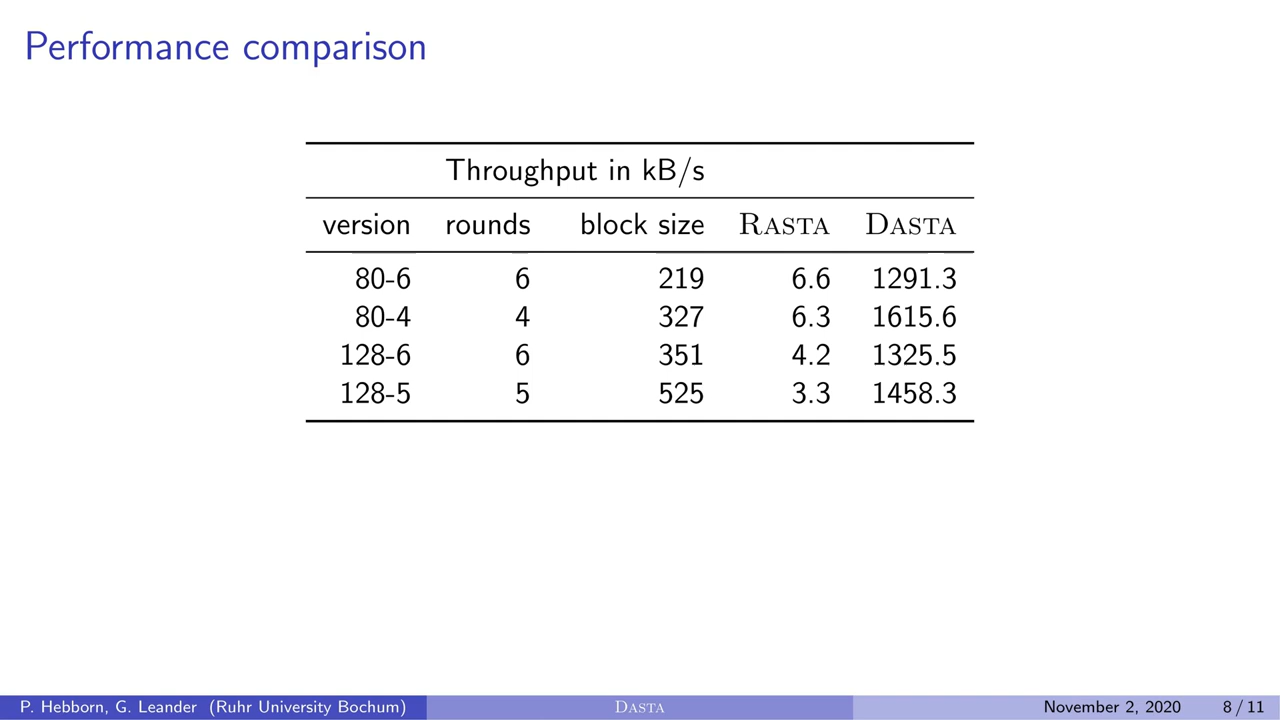 Performance comparison
Throughput in kB/s
version rounds block size Rasta Dasta
80-6 6 219 6.6 1291.3
80-4 4 327 6.3 1615.6
128-6 6 351 4.2 1325.5
128-5 5 525 3.3 1458.3
P. Hebborn, G. Leander (Ruhr University Bochum) Dasta November 2, 2020 8 / 11